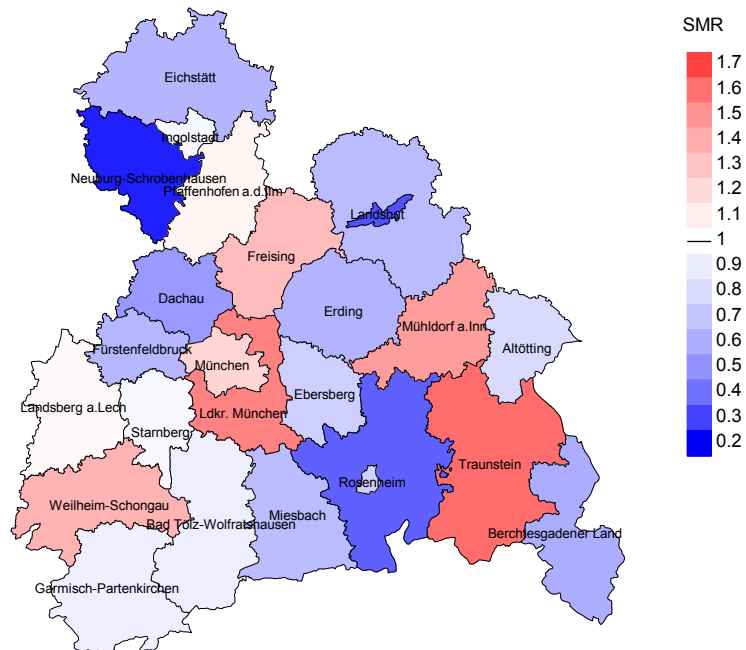 SMR
Eichstätt
Ingolstadt
Neuburg-Schrobenhausen
Pfaffenhofen a.d.Ilm
Landshut
Freising
Dachau
Erding
Mühldorf a.Inn
Altötting
Fürstenfeldbruck
München
Ebersberg
Landsberg a.Lech
Ldkr. München
Starnberg
Traunstein
Rosenheim
Weilheim-Schongau
Miesbach
Bad Tölz-Wolfratshausen
Berchtesgadener Land
Garmisch-Partenkirchen
1.7
1.6
1.5
1.4
1.3
1.2
1.1
1
0.9
0.8
0.7
0.6
0.5
0.4
0.3
0.2